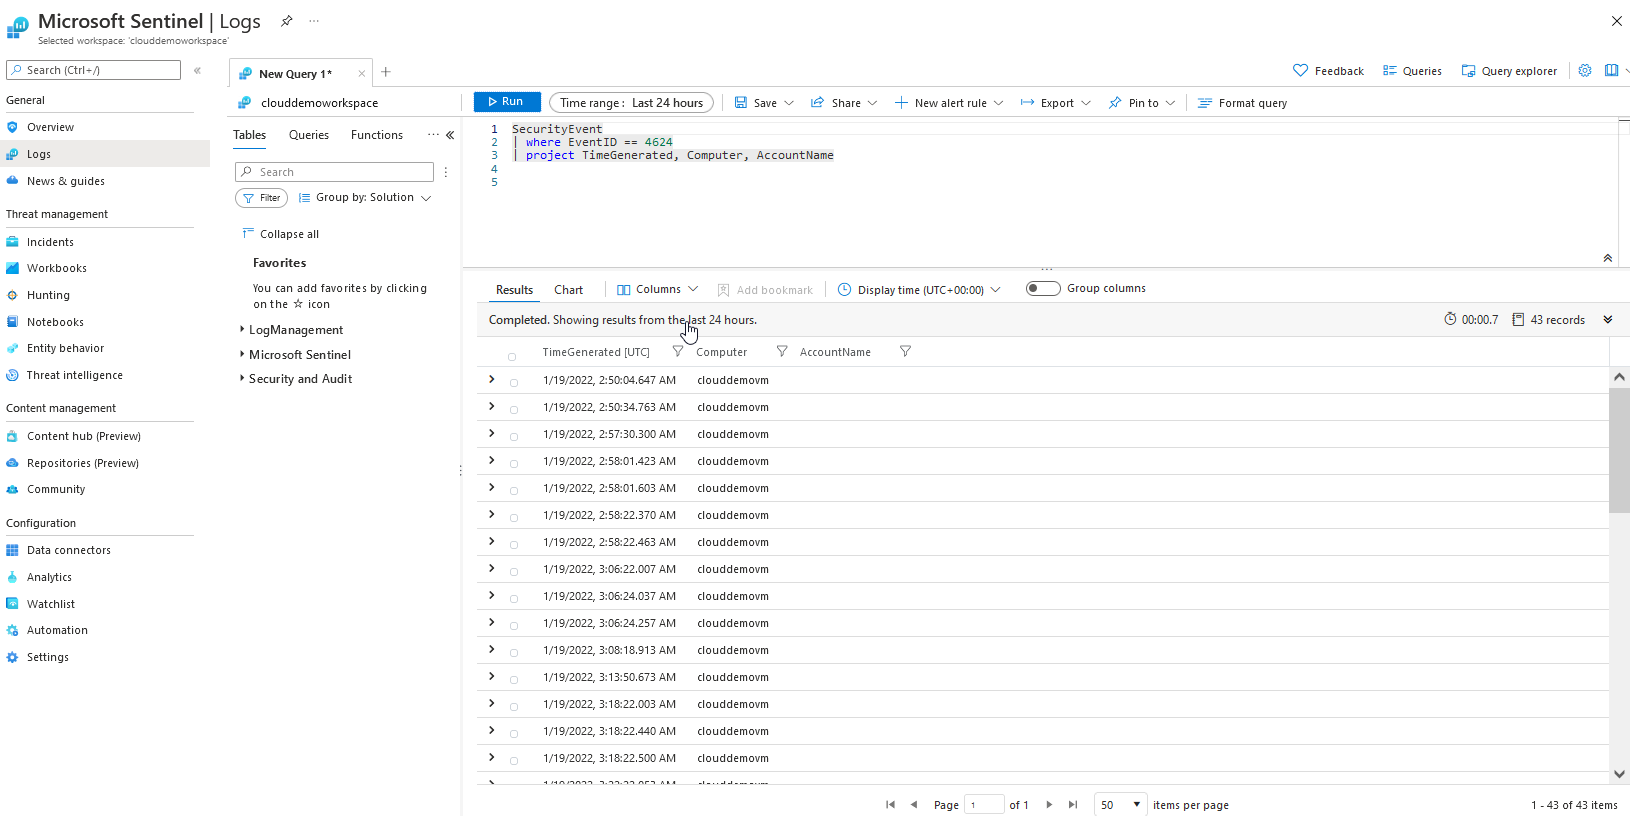 Microsoft Sentinel | Logs
Selected workspace: 'clouddemoworkspace'
Search (Ctrl+/)
General
Overview
Logs
News & guides
Threat management
Incidents
Workbooks
Hunting
Notebooks
Entity behavior
Threat intelligence
Content management
Content hub (Preview)
Repositories (Preview)
Community
Configuration
Data connectors
Analytics
Watchlist
Automation
Settings
New Query 1*
Feedback
Queries
Query explorer
clouddemoworkspace
Run
Time range : Last 24 hours
Save
Share
New alert rule
Export
Pin to
Format query
Tables
Queries
Functions
Search
Filter
Group by: Solution
Collapse all
Favorites
You can add favorites by clicking
on the ☆ icon
LogManagement
Microsoft Sentinel
Security and Audit
1 SecurityEvent
2 | where EventID == 4624
3 | project TimeGenerated, Computer, AccountName
4
5
Results
Chart
Columns
Add bookmark
Display time (UTC+00:00)
Group columns
Completed. Showing results from the last 24 hours.
00:00.7
43 records
TimeGenerated [UTC] Computer AccountName
1/19/2022, 2:50:04.647 AM clouddemovm
1/19/2022, 2:50:34.763 AM clouddemovm
1/19/2022, 2:57:30.300 AM clouddemovm
1/19/2022, 2:58:01.423 AM clouddemovm
1/19/2022, 2:58:01.603 AM clouddemovm
1/19/2022, 2:58:22.370 AM clouddemovm
1/19/2022, 2:58:22.463 AM clouddemovm
1/19/2022, 3:06:22.007 AM clouddemovm
1/19/2022, 3:06:24.037 AM clouddemovm
1/19/2022, 3:06:24.257 AM clouddemovm
1/19/2022, 3:08:18.913 AM clouddemovm
1/19/2022, 3:13:50.673 AM clouddemovm
1/19/2022, 3:18:22.003 AM clouddemovm
1/19/2022, 3:18:22.440 AM clouddemovm
1/19/2022, 3:18:22.500 AM clouddemovm
Page 1 of 1
50 items per page
1 - 43 of 43 items